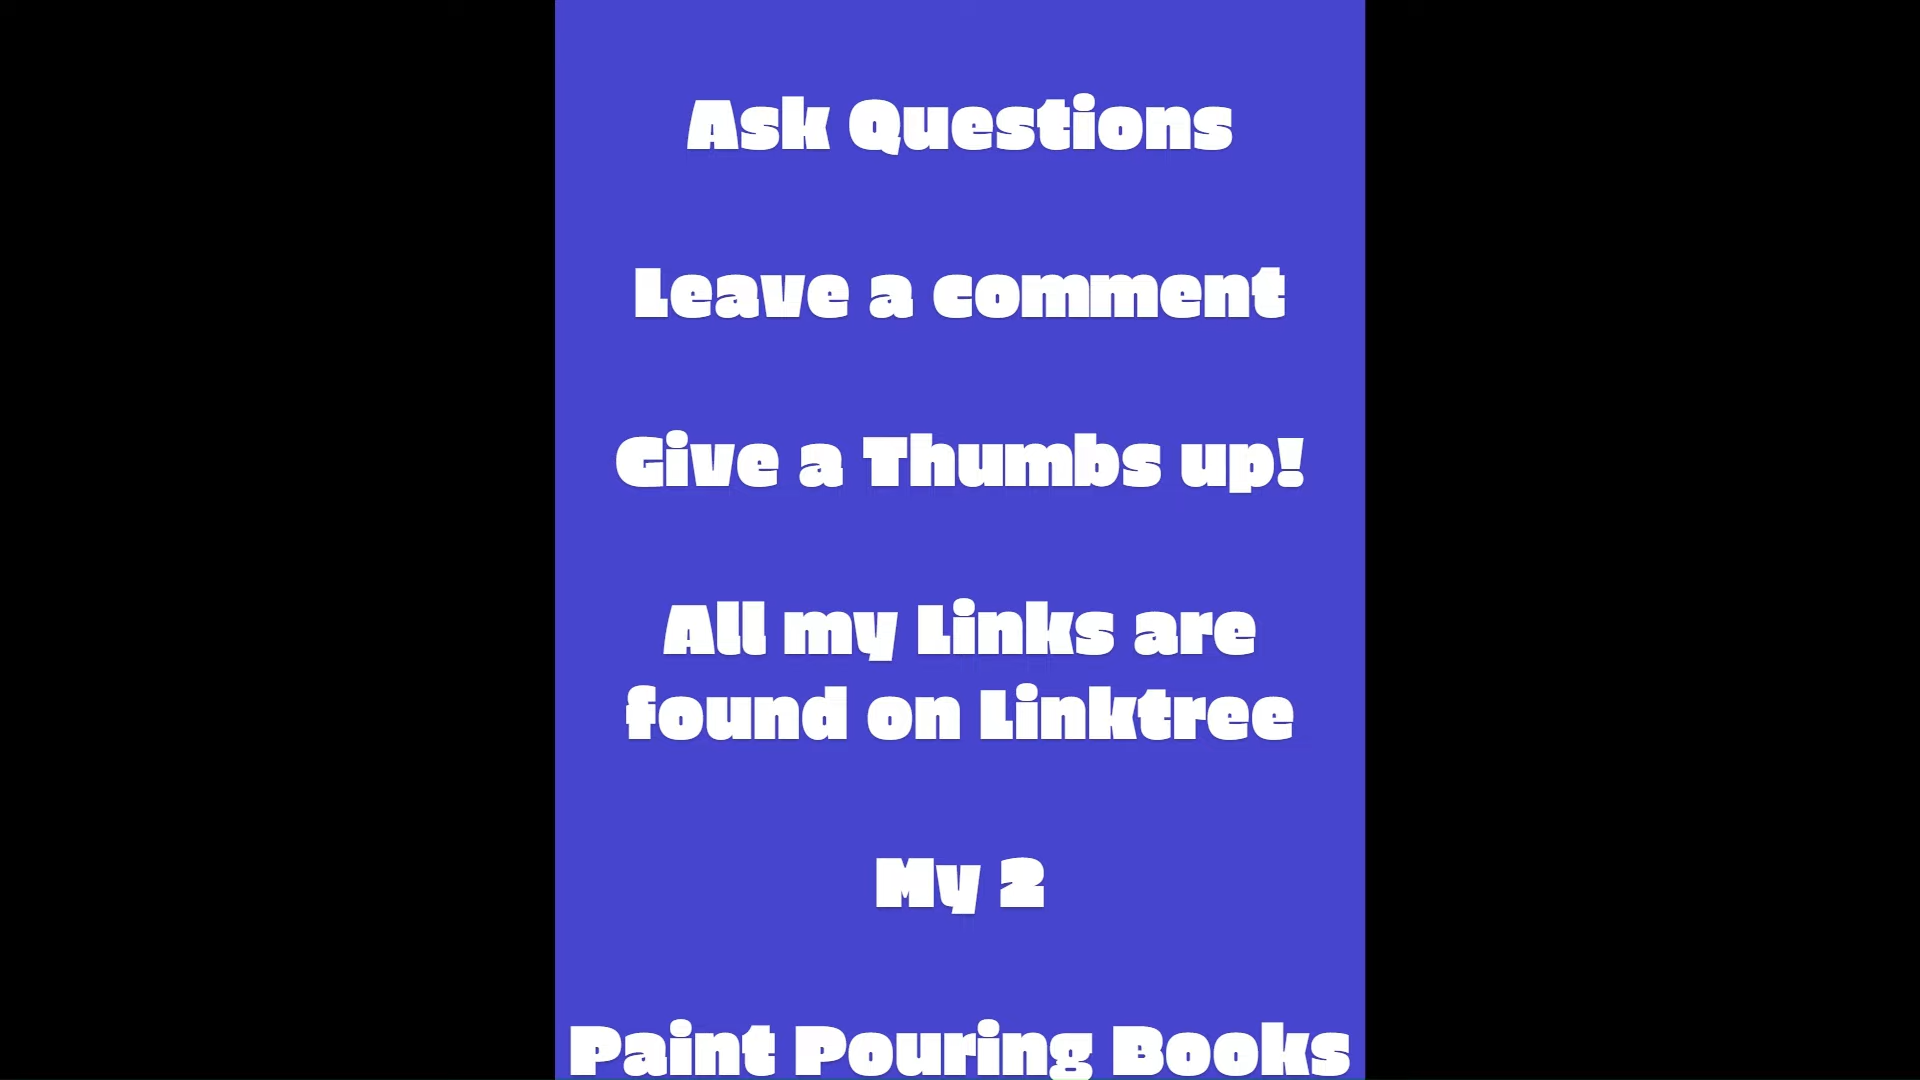 Ask Questions
Leave a comment
Give a Thumbs up!
All my Links are
found on Linktree
My 2
Paint Pouring Books